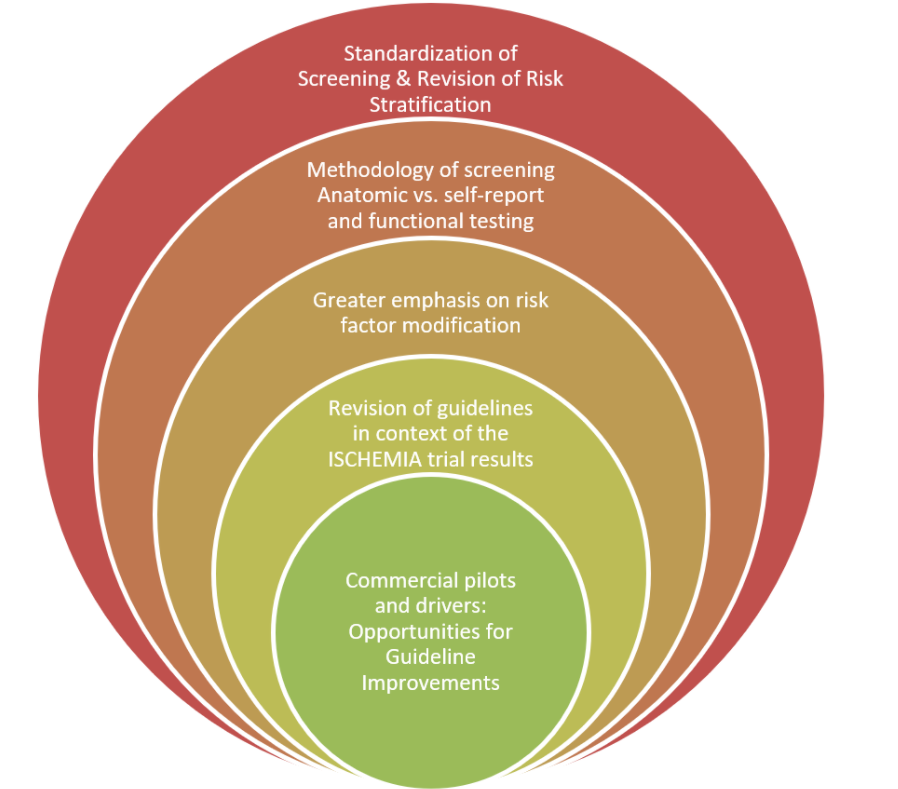 Standardization of
Screening & Revision of Risk
Stratification
Methodology of screening
Anatomic vs. self-report
and functional testing
Greater emphasis on risk
factor modification
Revision of guidelines
in context of the
ISCHEMIA trial results
Commercial pilots
and drivers:
Opportunities for
Guideline
Improvements